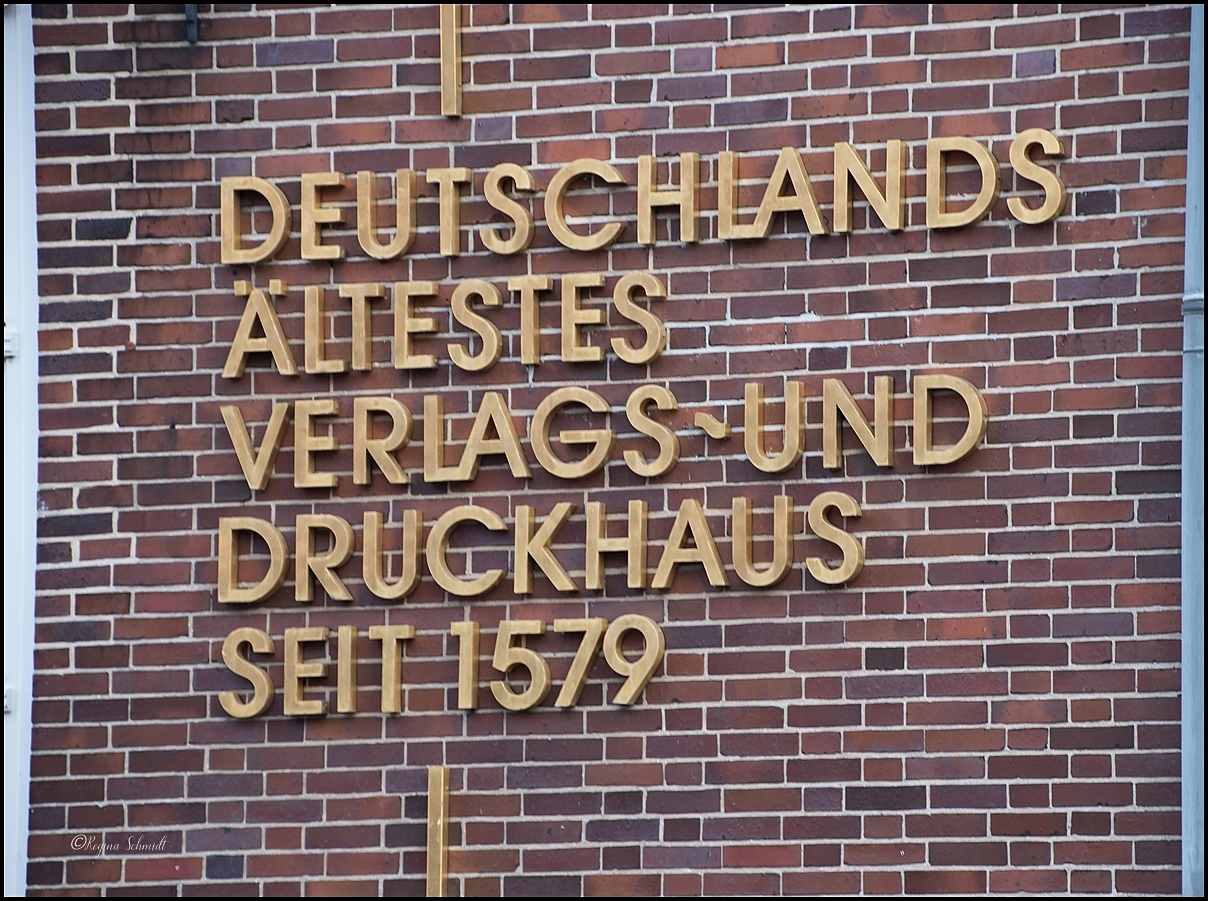 DEUTSCHLANDS
ÄLTESTES
VERLAGS-UND
DRUCKHAUS
SEIT 1579
©Regina Schmidt